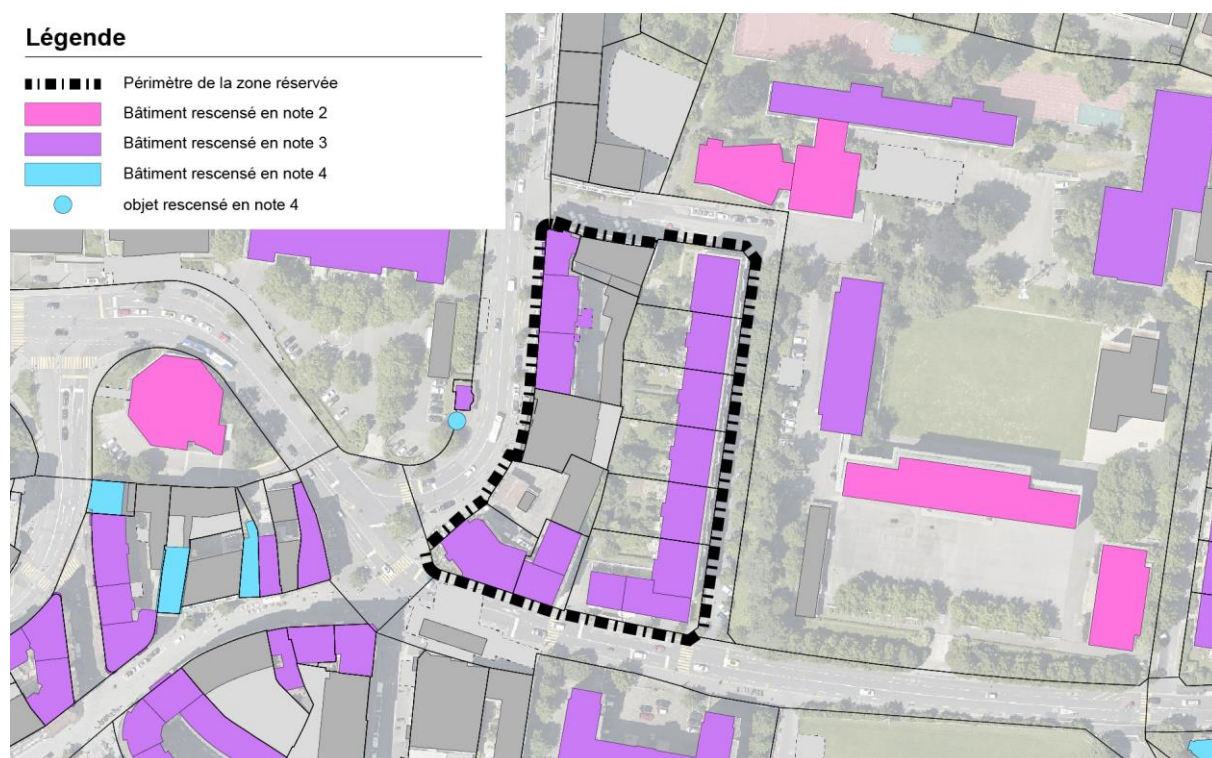 Légende
Périmètre de la zone réservée
Bâtiment rescensé en note 2
Bâtiment rescensé en note 3
Bâtiment rescensé en note 4
objet rescensé en note 4